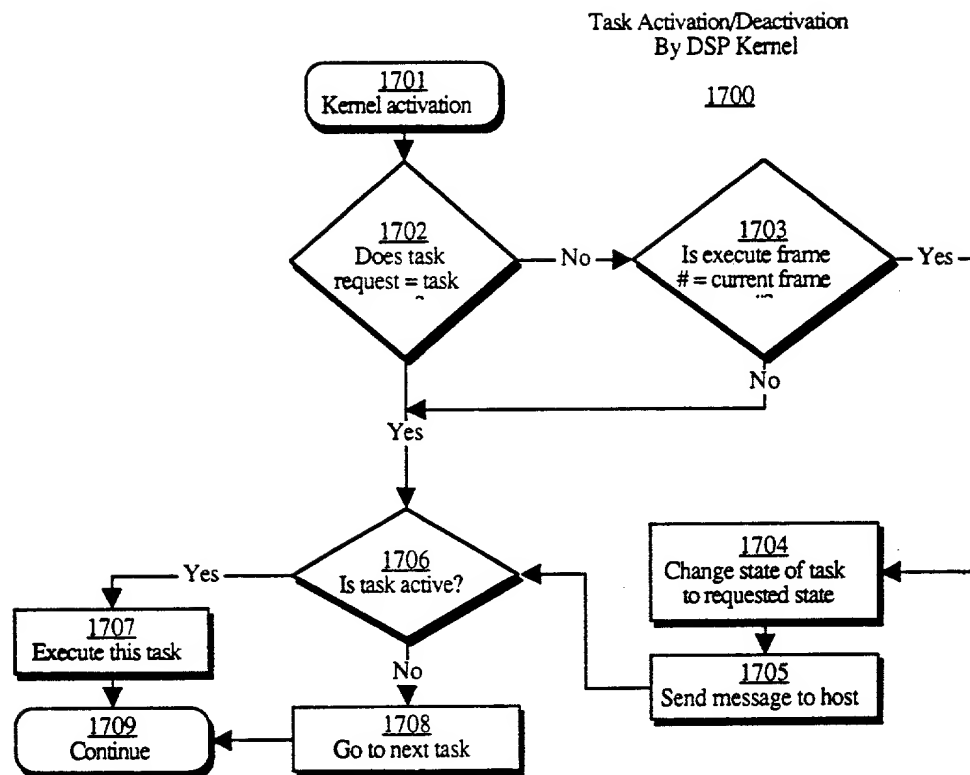 Task Activation/Deactivation
By DSP Kernel
1700
1701
Kernel activation
1702
Does task
request = task
?
No
1703
Is execute frame
# = current frame
Yes
No
Yes
1704
Change state of task
to requested state
1705
Send message to host
1706
Is task active?
Yes
No
1707
Execute this task
1708
Go to next task
1709
Continue